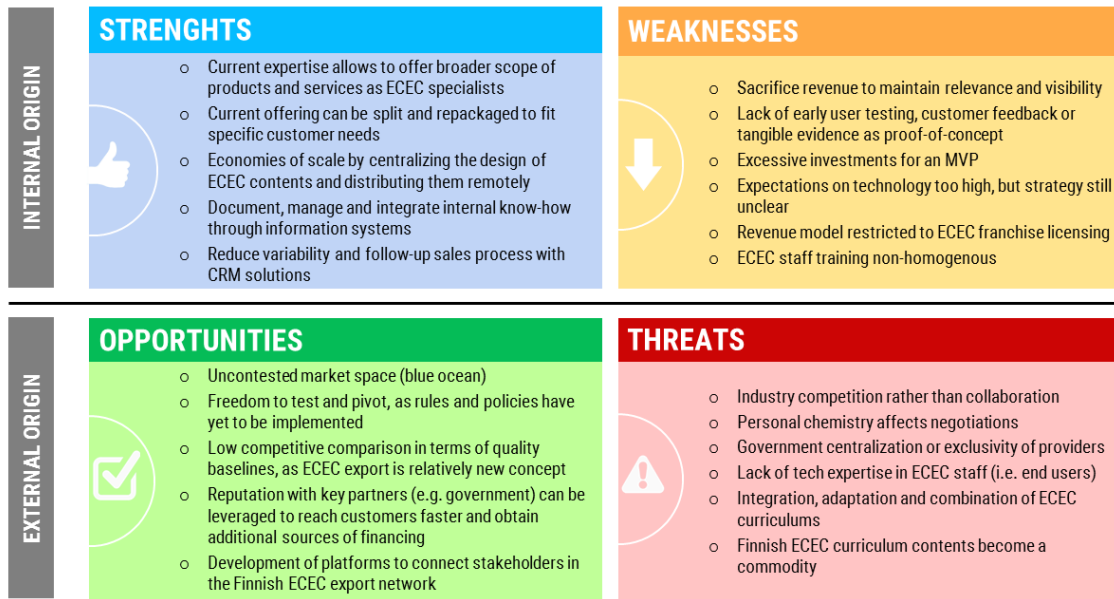 INTERNAL ORIGIN
STRENGHTS
o Current expertise allows to offer broader scope of
products and services as ECEC specialists
o Current offering can be split and repackaged to fit
specific customer needs
o Economies of scale by centralizing the design of
ECEC contents and distributing them remotely
o Document, manage and integrate internal know-how
through information systems
o Reduce variability and follow-up sales process with
CRM solutions
WEAKNESSES
o Sacrifice revenue to maintain relevance and visibility
o Lack of early user testing, customer feedback or
tangible evidence as proof-of-concept
o Excessive investments for an MVP
o Expectations on technology too high, but strategy still
unclear
o Revenue model restricted to ECEC franchise licensing
o ECEC staff training non-homogenous
EXTERNAL ORIGIN
OPPORTUNITIES
o Uncontested market space (blue ocean)
o Freedom to test and pivot, as rules and policies have
yet to be implemented
o Low competitive comparison in terms of quality
baselines, as ECEC export is relatively new concept
o Reputation with key partners (e.g. government) can be
leveraged to reach customers faster and obtain
additional sources of financing
o Development of platforms to connect stakeholders in
the Finnish ECEC export network
THREATS
o Industry competition rather than collaboration
o Personal chemistry affects negotiations
o Government centralization or exclusivity of providers
o Lack of tech expertise in ECEC staff (i.e. end users)
o Integration, adaptation and combination of ECEC
curriculums
o Finnish ECEC curriculum contents become a
commodity